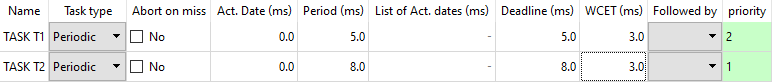 Name Task type Abort on miss Act. Date (ms) Period (ms) List of Act. dates (ms) Deadline (ms) WCET (ms) Followed by priority
TASK T1 Periodic No 0.0 5.0 - 5.0 3.0 2
TASK T2 Periodic No 0.0 8.0 - 8.0 3.0 1